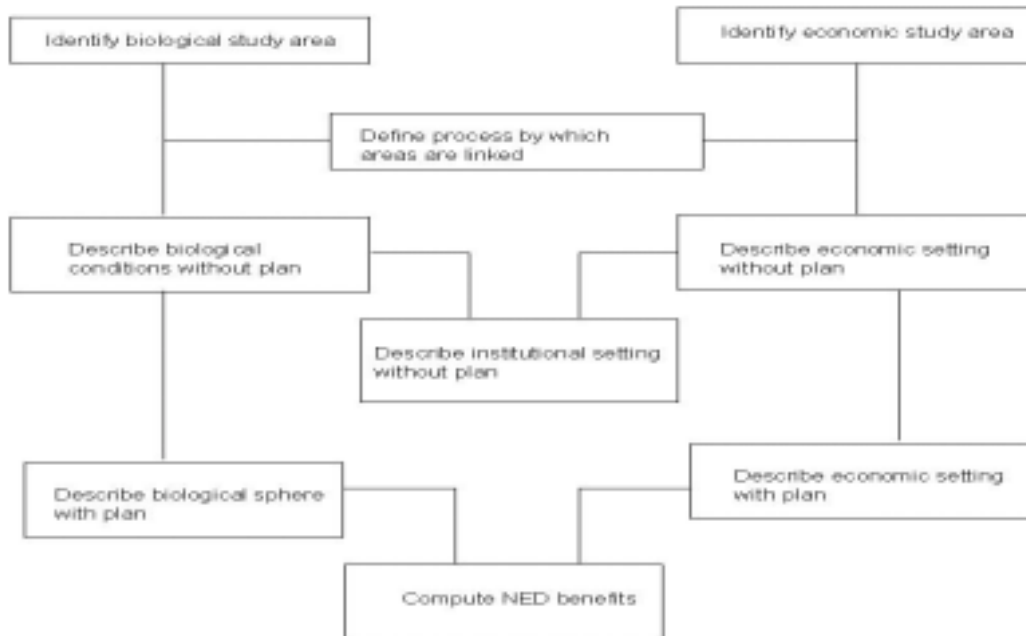 Identify biological study area
Identify economic study area
Define process by which
areas are linked
Describe biological
conditions without plan
Describe economic setting
without plan
Describe institutional setting
without plan
Describe biological sphere
with plan
Describe economic setting
with plan
Compute NED benefits